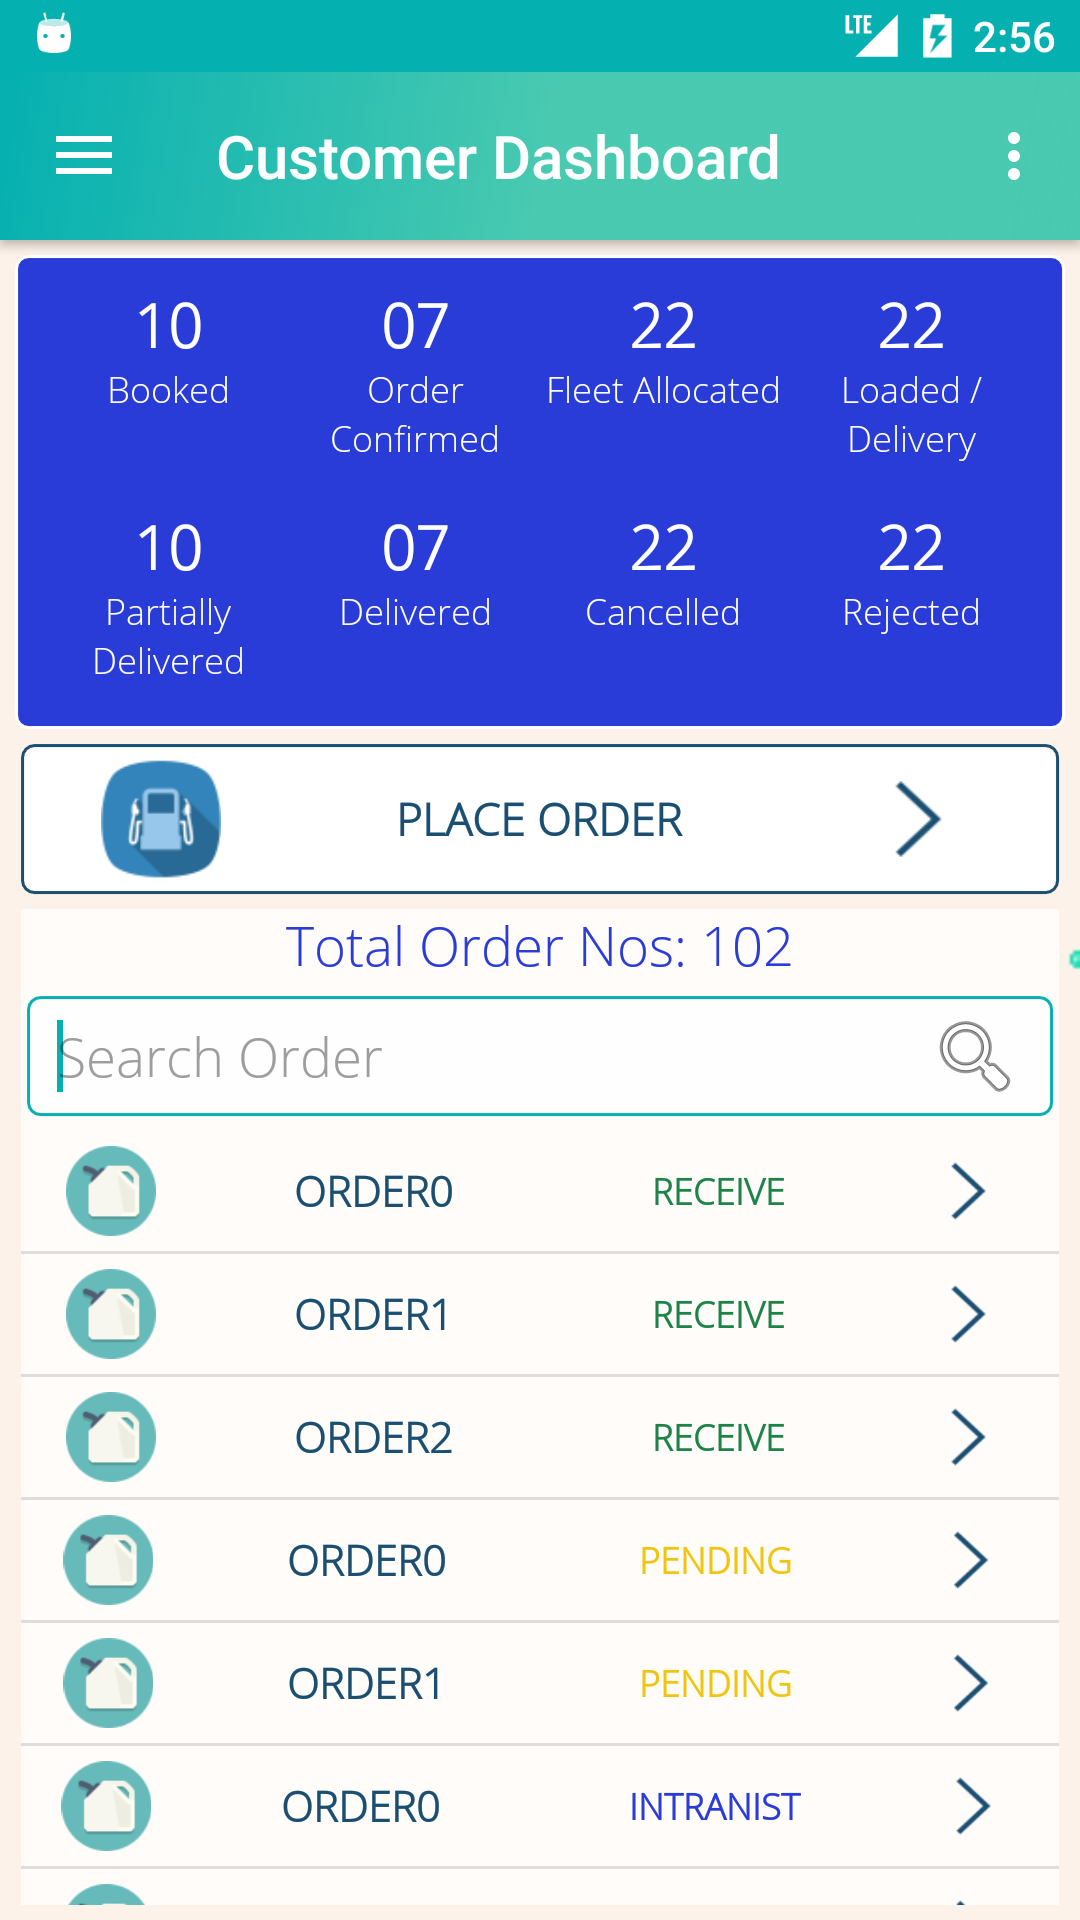 LTE 2:56
Customer Dashboard
10 07 22 22
Booked Order Fleet Allocated Loaded /
Confirmed Delivery
10 07 22 22
Partially Delivered Cancelled Rejected
Delivered
PLACE ORDER
Total Order Nos: 102
Search Order
ORDER0 RECEIVE
ORDER1 RECEIVE
ORDER2 RECEIVE
ORDER0 PENDING
ORDER1 PENDING
ORDER0 INTRANIST